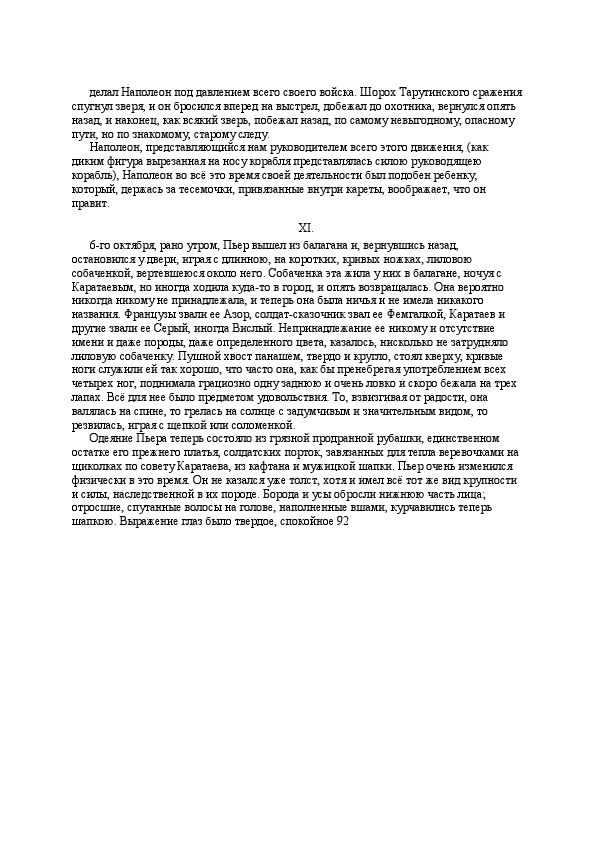 делал Наполеон под давлением всего своего войска. Шорох Тарутинского сражения
спугнул зверя, и он бросился вперед на выстрел, добежал до охотника, вернулся опять
назад, и наконец, как всякий зверь, побежал назад, по самому невыгодному, опасному
пути, но по знакомому, старому следу.
Наполеон, представляющийся нам руководителем всего этого движения, (как
диким фигура вырезанная на носу корабля представлялась силою руководящею
корабль), Наполеон во всё это время своей деятельности был подобен ребенку,
который, держась за тесемочки, привязанные внутри кареты, воображает, что он
правит.
XI.
6-го октября, рано утром, Пьер вышел из балагана и, вернувшись назад,
остановился у двери, играя с длинною, на коротких, кривых ножках, лиловою
собаченкой, вертевшеюся около него. Собаченка эта жила у них в балагане, ночуя с
Каратаевым, но иногда ходила куда-то в город, и опять возвращалась. Она вероятно
никогда никому не принадлежала, и теперь она была ничья и не имела никакого
названия. Французы звали ее Азор, солдат-сказочник звал ее Фемгалкой, Каратаев и
другие звали ее Серый, иногда Вислый. Непринадлежание ее никому и отсутствие
имени и даже породы, даже определенного цвета, казалось, нисколько не затрудняло
лиловую собаченку. Пушной хвост панашем, твердо и кругло, стоял кверху, кривые
ноги служили ей так хорошо, что часто она, как бы пренебрегая употреблением всех
четырех ног, поднимала грациозно одну заднюю и очень ловко и скоро бежала на трех
лапах. Всё для нее было предметом удовольствия. То, взвизгивая от радости, она
валялась на спине, то грелась на солнце с задумчивым и значительным видом, то
резвилась, играя с щепкой или соломенкой.
Одеяние Пьера теперь состояло из грязной продранной рубашки, единственном
остатке его прежнего платья, солдатских порток, завязанных для тепла веревочками на
щиколках по совету Каратаева, из кафтана и мужицкой шапки. Пьер очень изменился
физически в это время. Он не казался уже толст, хотя и имел всё тот же вид крупности
и силы, наследственной в их породе. Борода и усы обросли нижнюю часть лица;
отросшие, спутанные волосы на голове, наполненные вшами, курчавились теперь
шапкою. Выражение глаз было твердое, спокойное 92